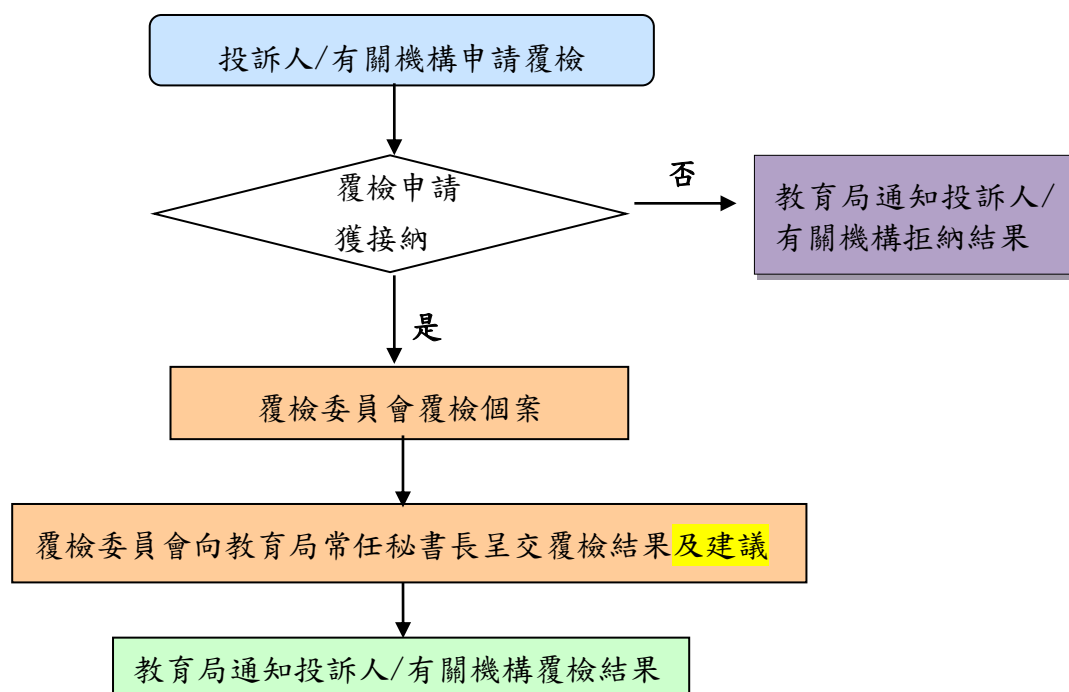 投訴人/有關機構申請覆檢
覆檢申請
獲接納
否
教育局通知投訴人/
有關機構拒納結果
是
覆檢委員會覆檢個案
覆檢委員會向教育局常任秘書長呈交覆檢結果及建議
教育局通知投訴人/有關機構覆檢結果